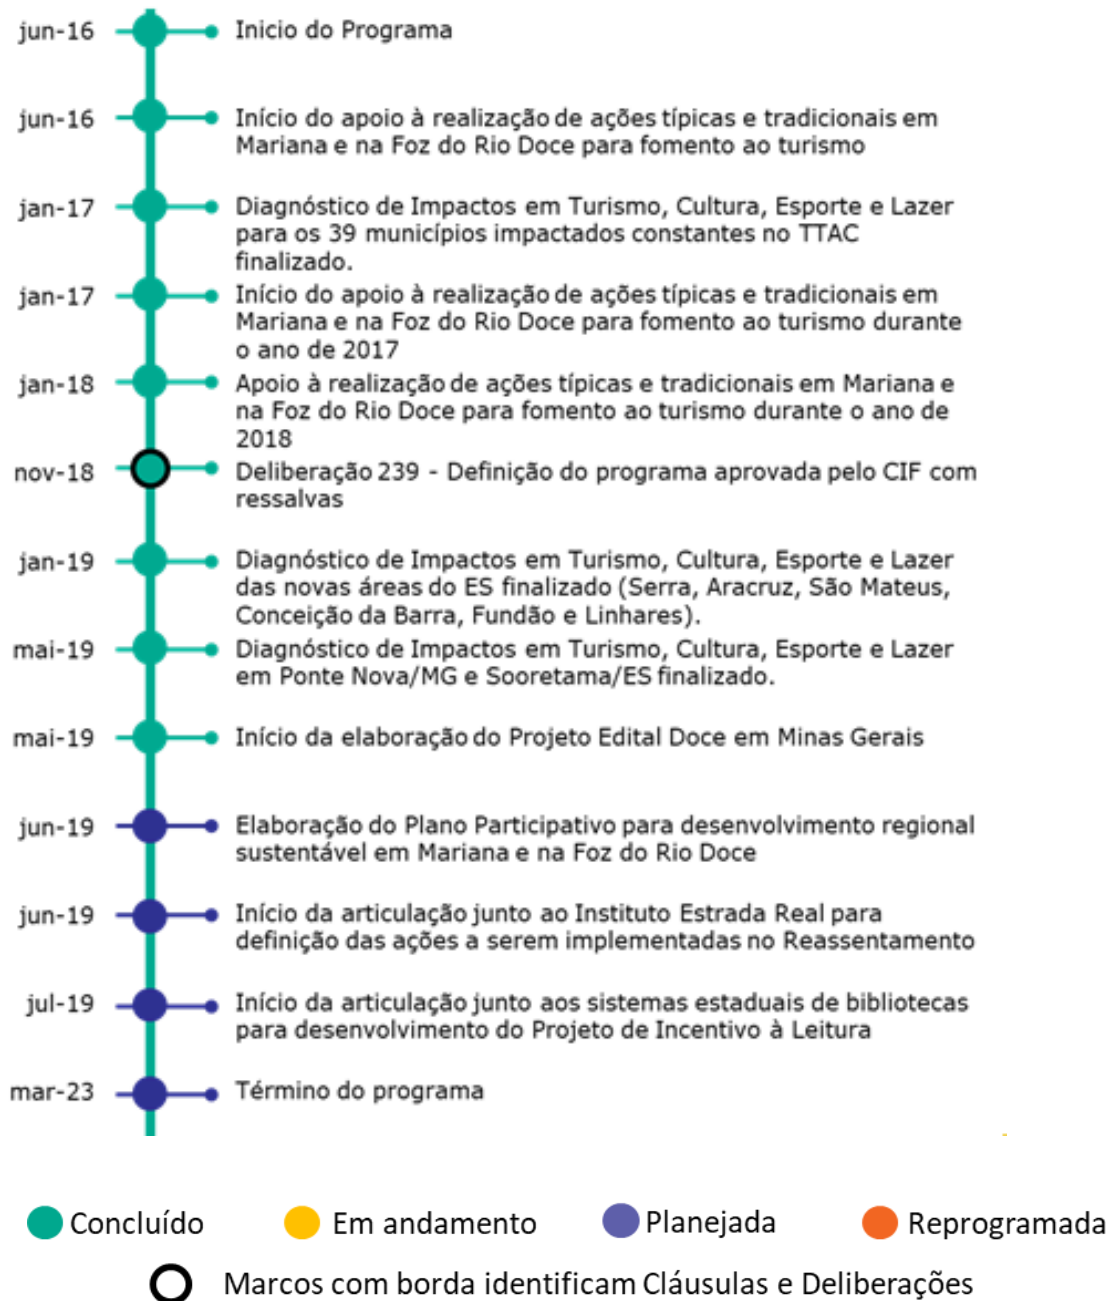 jun-16 Inicio do Programa
jun-16 Início do apoio à realização de ações típicas e tradicionais em
Mariana e na Foz do Rio Doce para fomento ao turismo
jan-17 Diagnóstico de Impactos em Turismo, Cultura, Esporte e Lazer
para os 39 municípios impactados constantes no TTAC
finalizado.
jan-17 Início do apoio à realização de ações típicas e tradicionais em
Mariana e na Foz do Rio Doce para fomento ao turismo durante
o ano de 2017
jan-18 Apoio à realização de ações típicas e tradicionais em Mariana e
na Foz do Rio Doce para fomento ao turismo durante o ano de
2018
nov-18 Deliberação 239 - Definição do programa aprovada pelo CIF com
ressalvas
jan-19 Diagnóstico de Impactos em Turismo, Cultura, Esporte e Lazer
das novas áreas do ES finalizado (Serra, Aracruz, São Mateus,
Conceição da Barra, Fundão e Linhares).
mai-19 Diagnóstico de Impactos em Turismo, Cultura, Esporte e Lazer
em Ponte Nova/MG e Sooretama/ES finalizado.
mai-19 Início da elaboração do Projeto Edital Doce em Minas Gerais
jun-19 Elaboração do Plano Participativo para desenvolvimento regional
sustentável em Mariana e na Foz do Rio Doce
jun-19 Início da articulação junto ao Instituto Estrada Real para
definição das ações a serem implementadas no Reassentamento
jul-19 Início da articulação junto aos sistemas estaduais de bibliotecas
para desenvolvimento do Projeto de Incentivo à Leitura
mar-23 Término do programa
Concluído Em andamento Planejada Reprogramada
Marcos com borda identificam Cláusulas e Deliberações